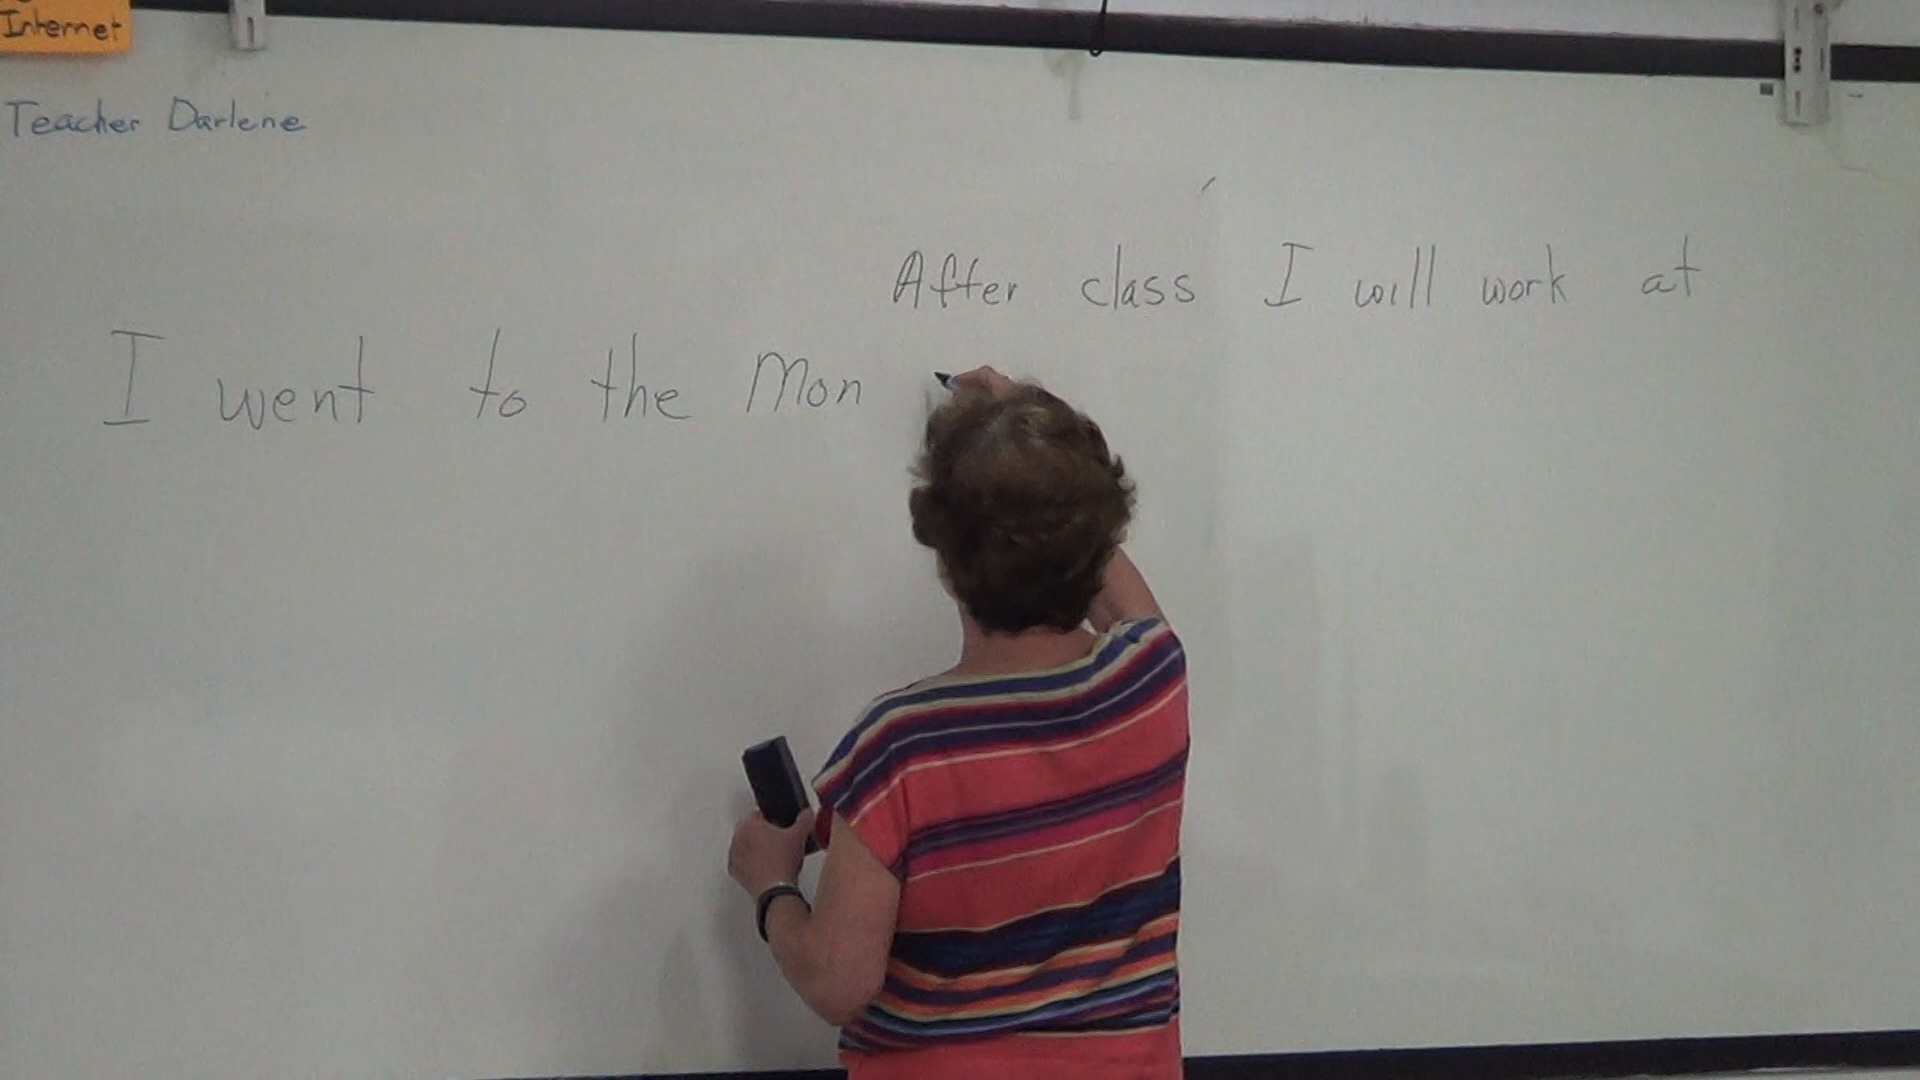 Internet
Teacher Darlene
After class I will work at
I went to the Mon